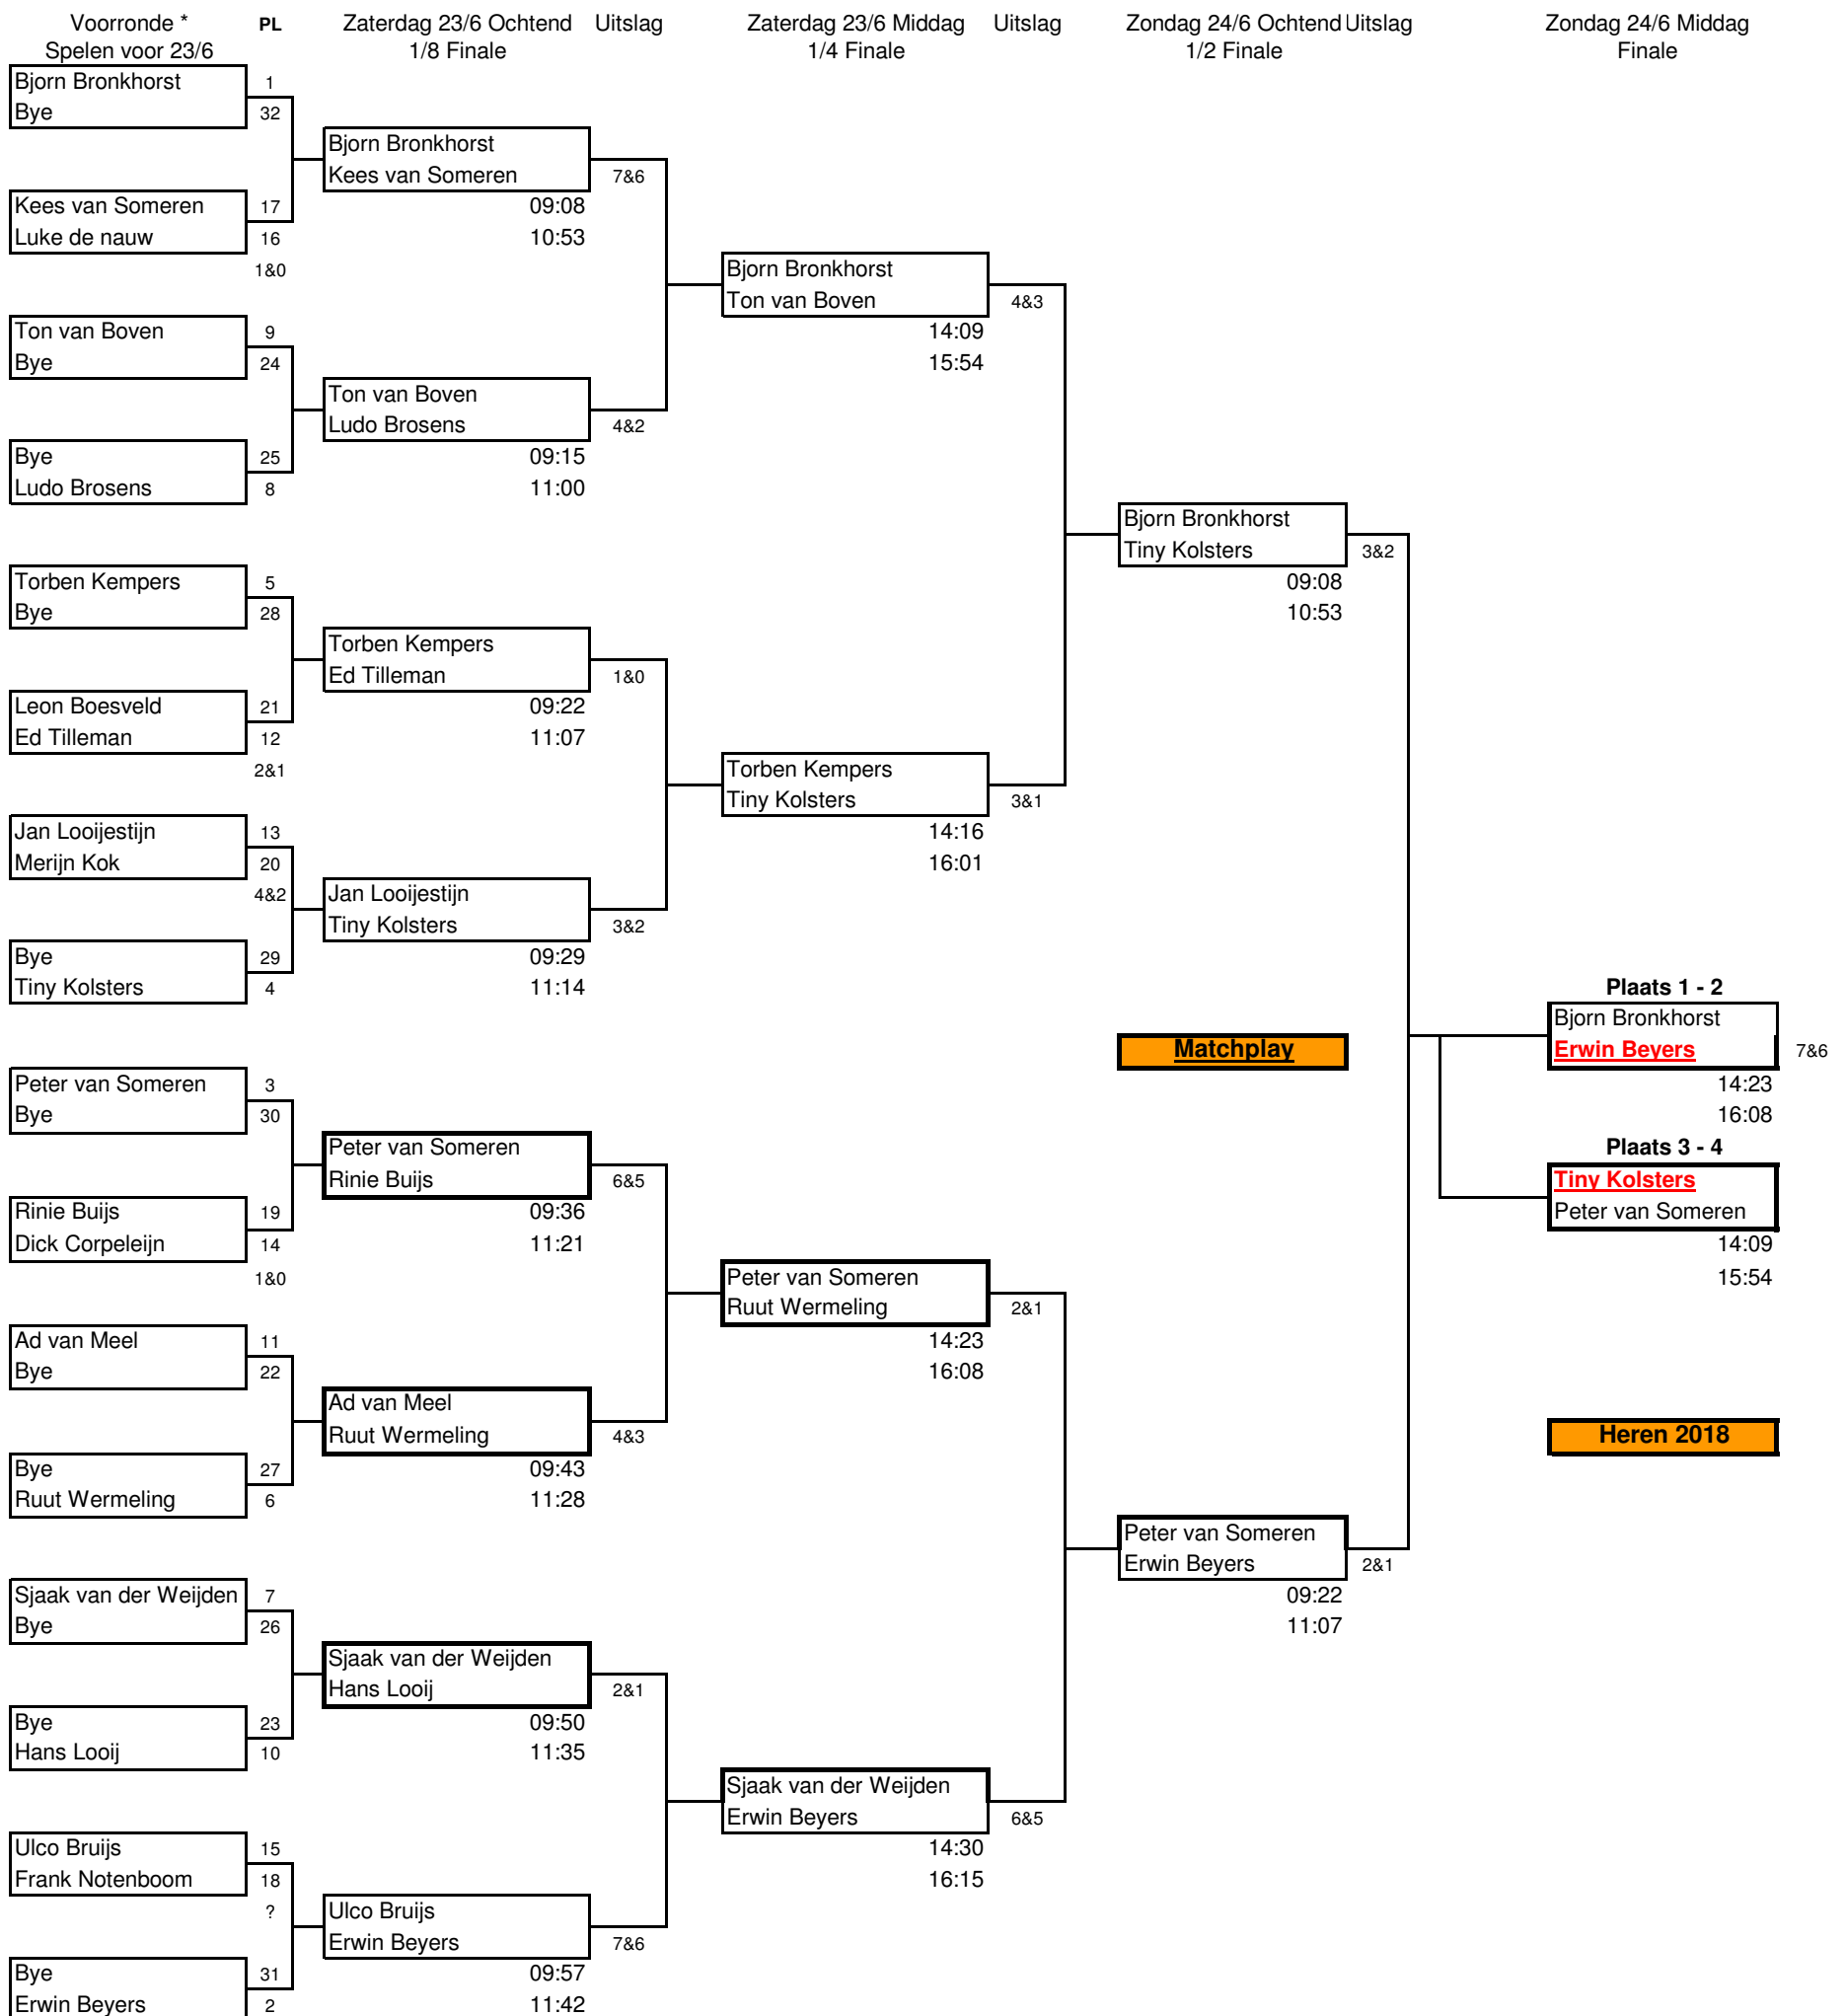 Voorronde * PL Zaterdag 23/6 Ochtend Uitslag Zaterdag 23/6 Middag Uitslag Zondag 24/6 Ochtend Uitslag Zondag 24/6 Middag
Spelen voor 23/6 1/8 Finale 1/4 Finale 1/2 Finale Finale
Bjorn Bronkhorst 1
Bye 32
Bjorn Bronkhorst
Kees van Someren 7&6
Kees van Someren 17 09:08
Luke de nauw 16 10:53
1&0 Bjorn Bronkhorst
Ton van Boven 4&3
Ton van Boven 9 14:09
Bye 24 15:54
Ton van Boven
Ludo Brosens 4&2
Bye 25 09:15
Ludo Brosens 8 11:00
Bjorn Bronkhorst
Tiny Kolsters 3&2
Torben Kempers 5 09:08
Bye 28 10:53
Torben Kempers
Ed Tilleman 1&0
Leon Boesveld 21 09:22
Ed Tilleman 12 11:07
2&1 Torben Kempers
Tiny Kolsters 3&1
Jan Looijestijn 13 14:16
Merijn Kok 20 16:01
4&2 Jan Looijestijn
Tiny Kolsters 3&2
Bye 29 09:29
Tiny Kolsters 4 11:14 Plaats 1 - 2
Bjorn Bronkhorst
Matchplay Erwin Beyers 7&6
Peter van Someren 3 14:23
Bye 30 16:08
Peter van Someren Plaats 3 - 4
Rinie Buijs 6&5 Tiny Kolsters
Rinie Buijs 19 09:36 Peter van Someren
Dick Corpeleijn 14 11:21 14:09
1&0 Peter van Someren 15:54
Ruut Wermeling 2&1
Ad van Meel 11 14:23
Bye 22 16:08
Ad van Meel
Ruut Wermeling 4&3 Heren 2018
Bye 27 09:43
Ruut Wermeling 6 11:28
Peter van Someren
Erwin Beyers 2&1
Sjaak van der Weijden 7 09:22
Bye 26 11:07
Sjaak van der Weijden
Hans Looij 2&1
Bye 23 09:50
Hans Looij 10 11:35
Sjaak van der Weijden
Erwin Beyers 6&5
Ulco Bruijs 15 14:30
Frank Notenboom 18 16:15
? Ulco Bruijs
Erwin Beyers 7&6
Bye 31 09:57
Erwin Beyers 2 11:42